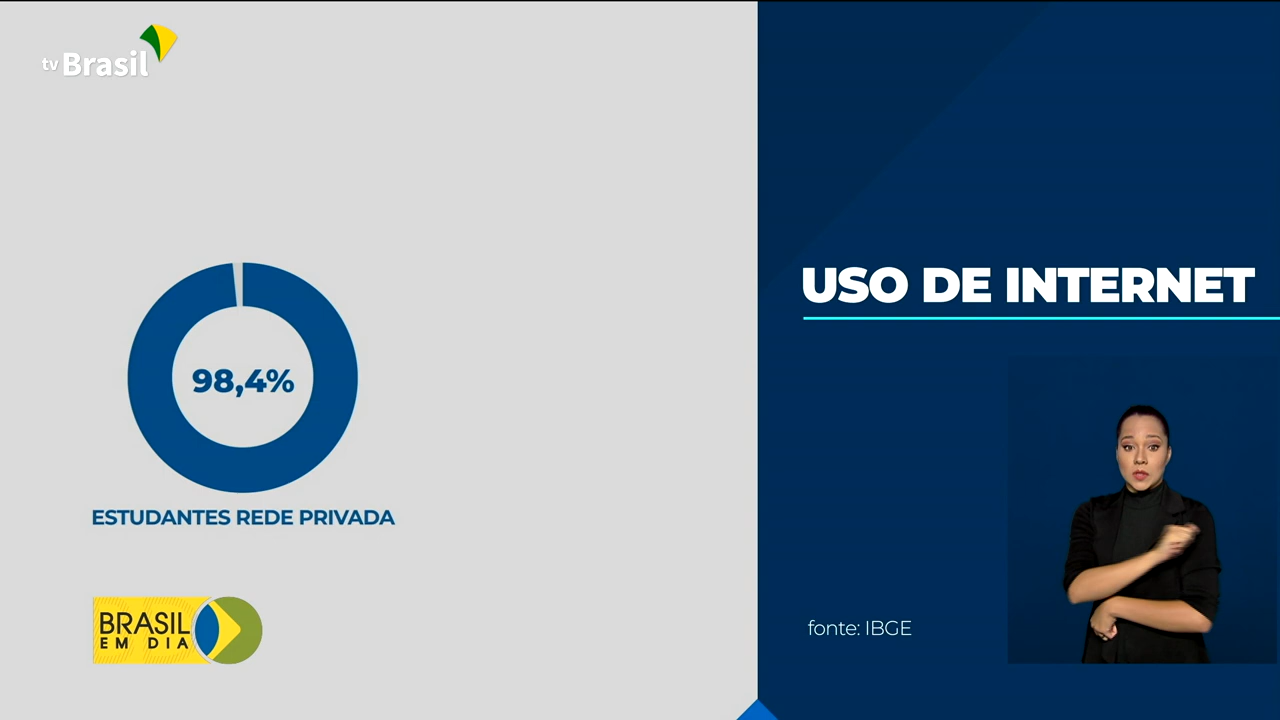 tv Brasil
98,4%
ESTUDANTES REDE PRIVADA
BRASIL
EM DIA
USO DE INTERNET
fonte: IBGE